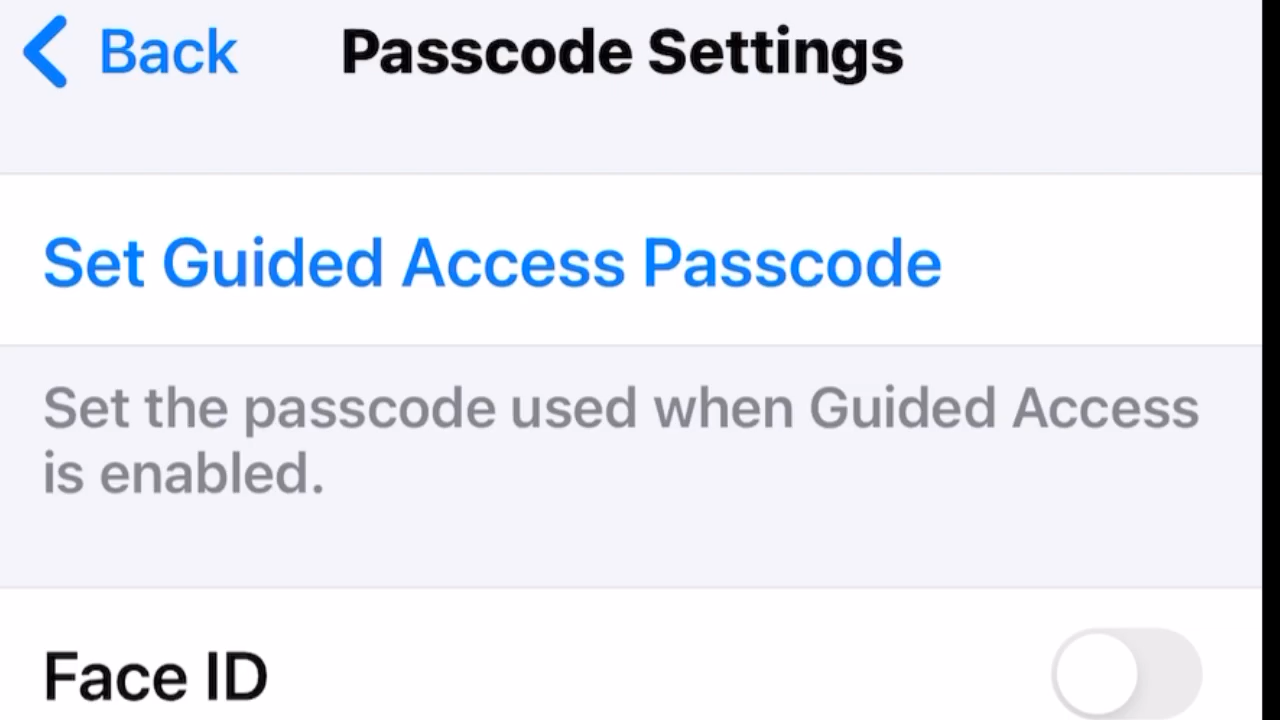 Back
Passcode Settings
Set Guided Access Passcode
Set the passcode used when Guided Access
is enabled.
Face ID